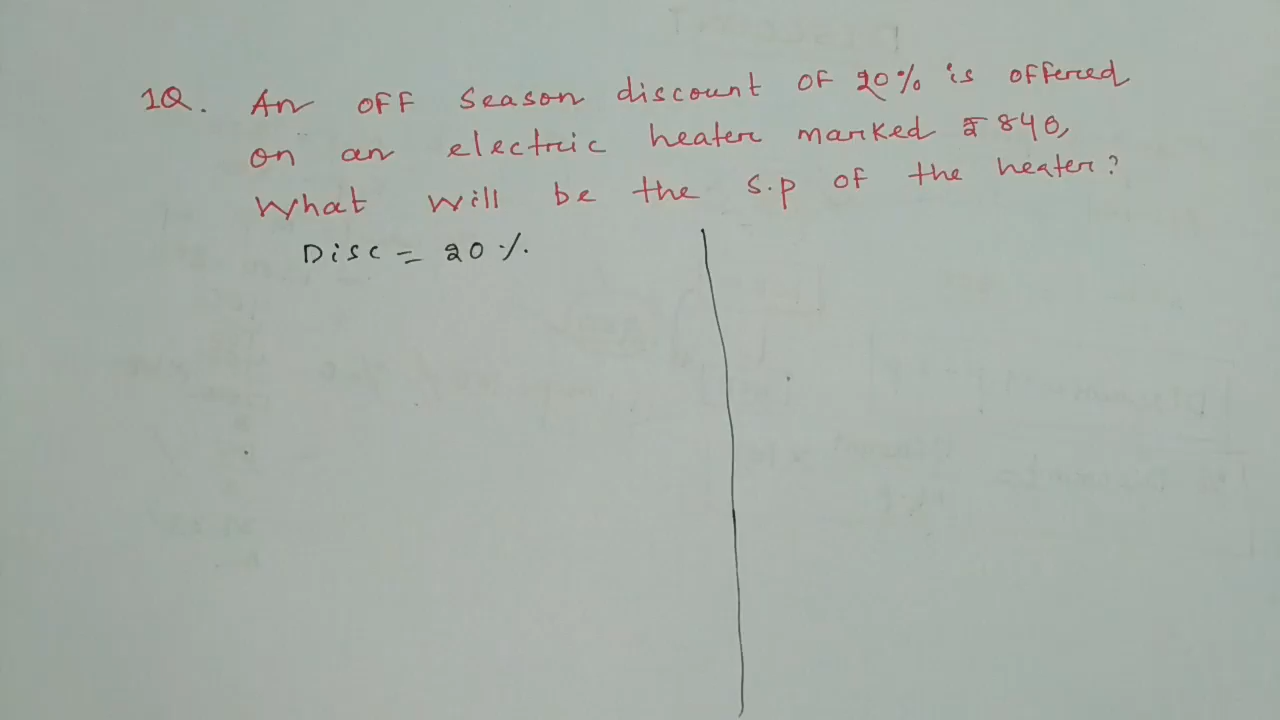 1Q. An OFF Season discount OF 20% is offered
on an electric heater marked ₹ 840,
What will be the S.P OF the heater?
Disc = 20%.